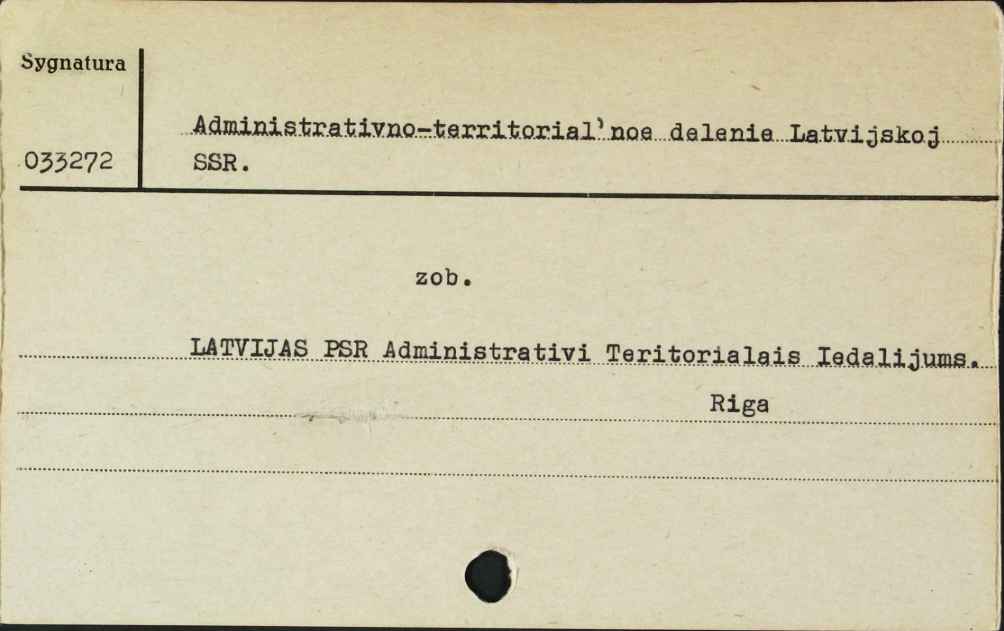 Sygnatura
Administrativno-territorial'noe delenie Latvijskoj
033272
SSR.
zob.
LATVIJAS PSR Administrativi Teritorialais Iedalijums.
Riga